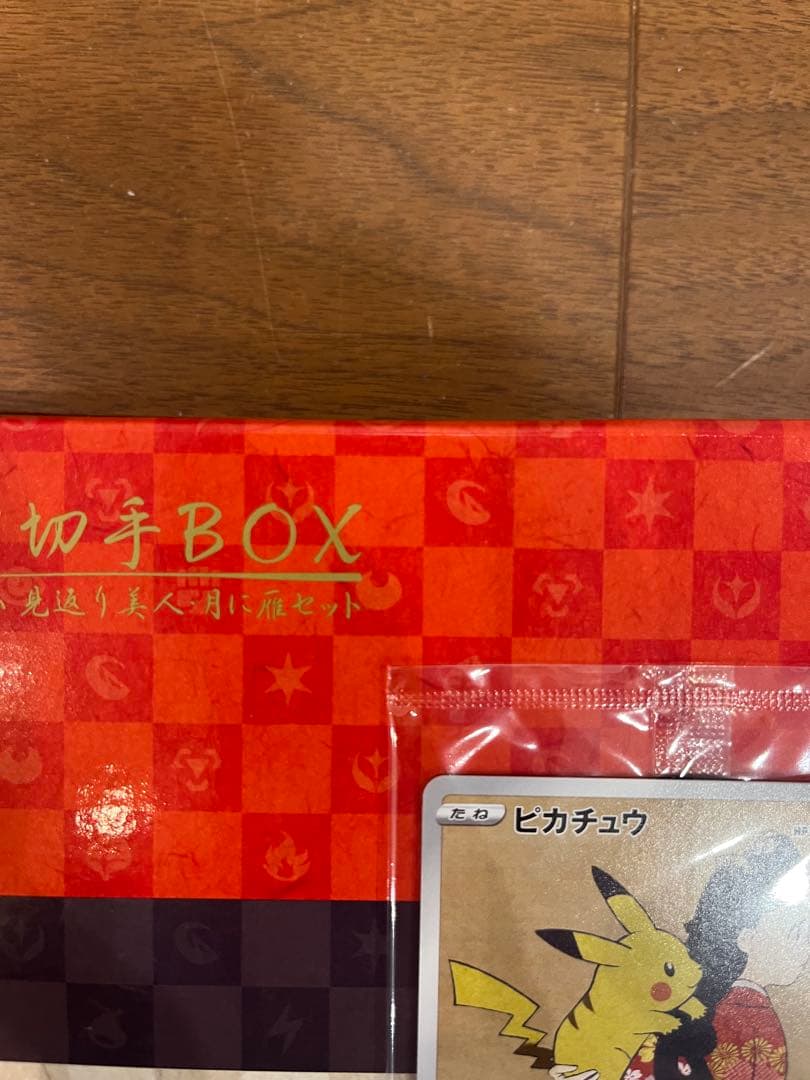 切手BOX
見返り美人・月に雁セット
たね ピカチュウ